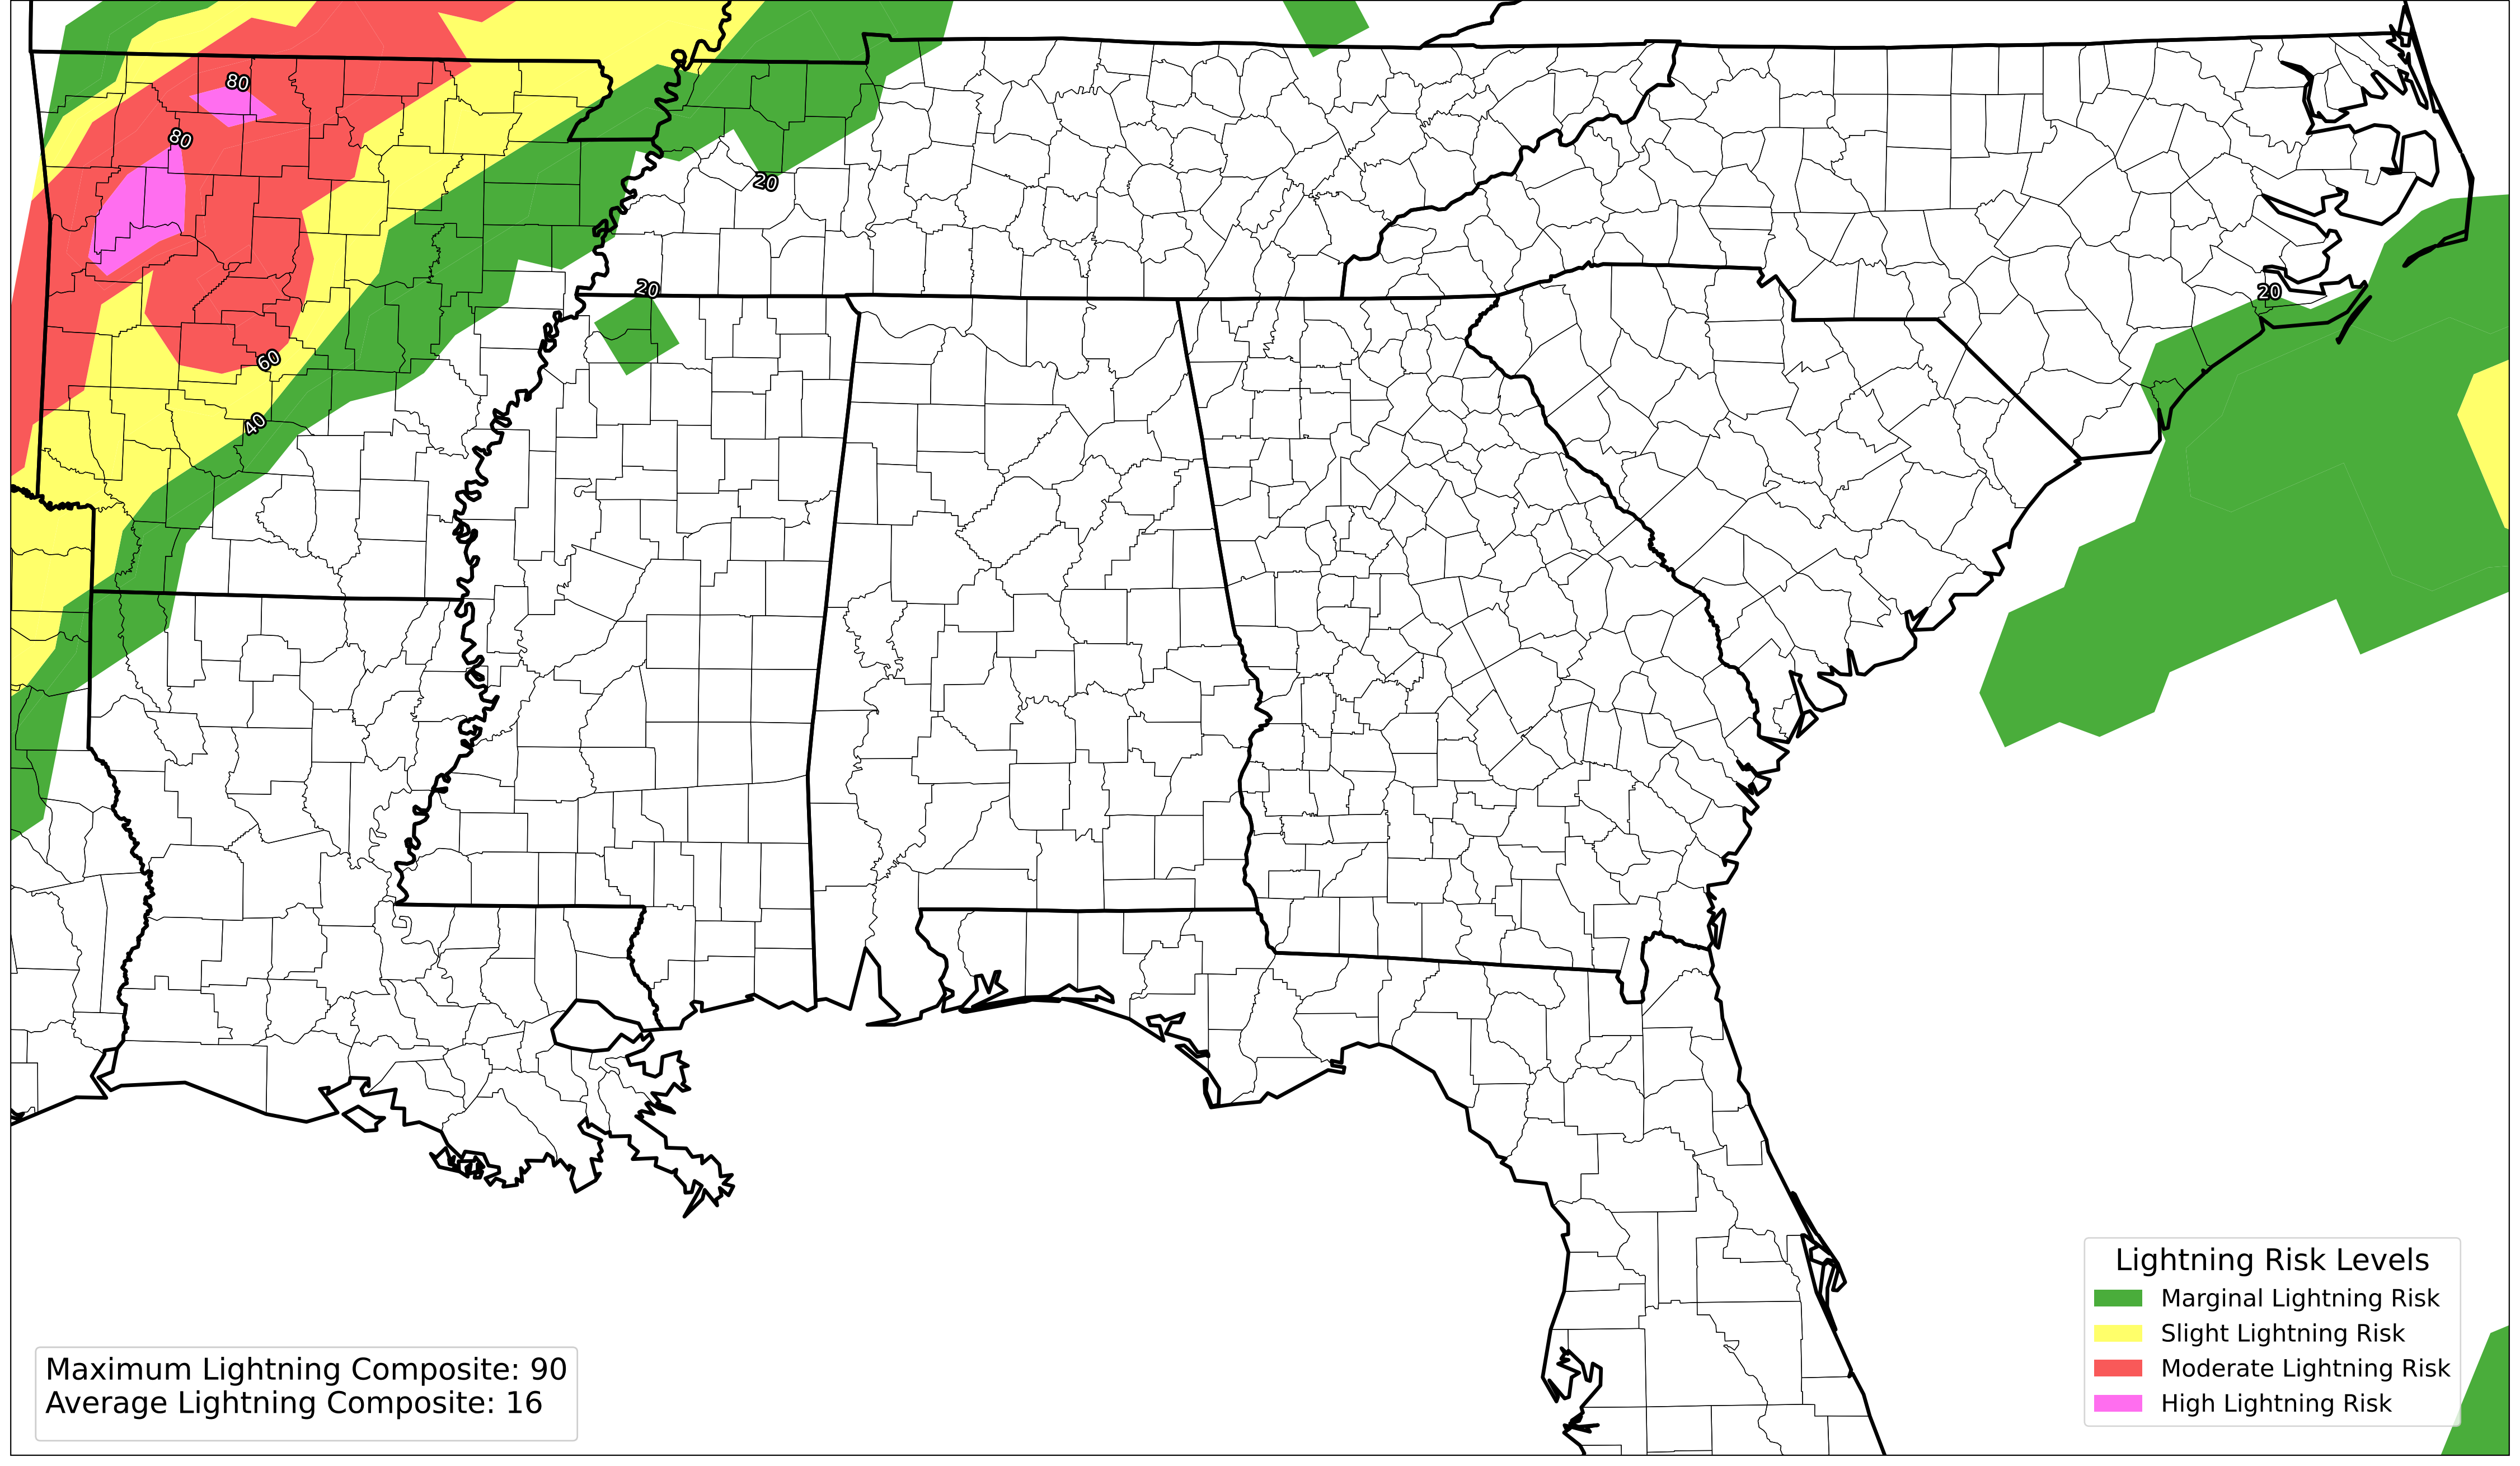 80
80
20
20
20
60
40
Lightning Risk Levels
Marginal Lightning Risk
Slight Lightning Risk
Moderate Lightning Risk
High Lightning Risk
Maximum Lightning Composite: 90
Average Lightning Composite: 16